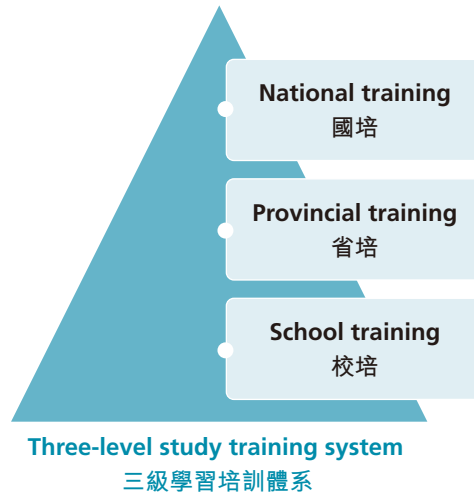 National training
國培
Provincial training
省培
School training
校培
Three-level study training system
三級學習培訓體系